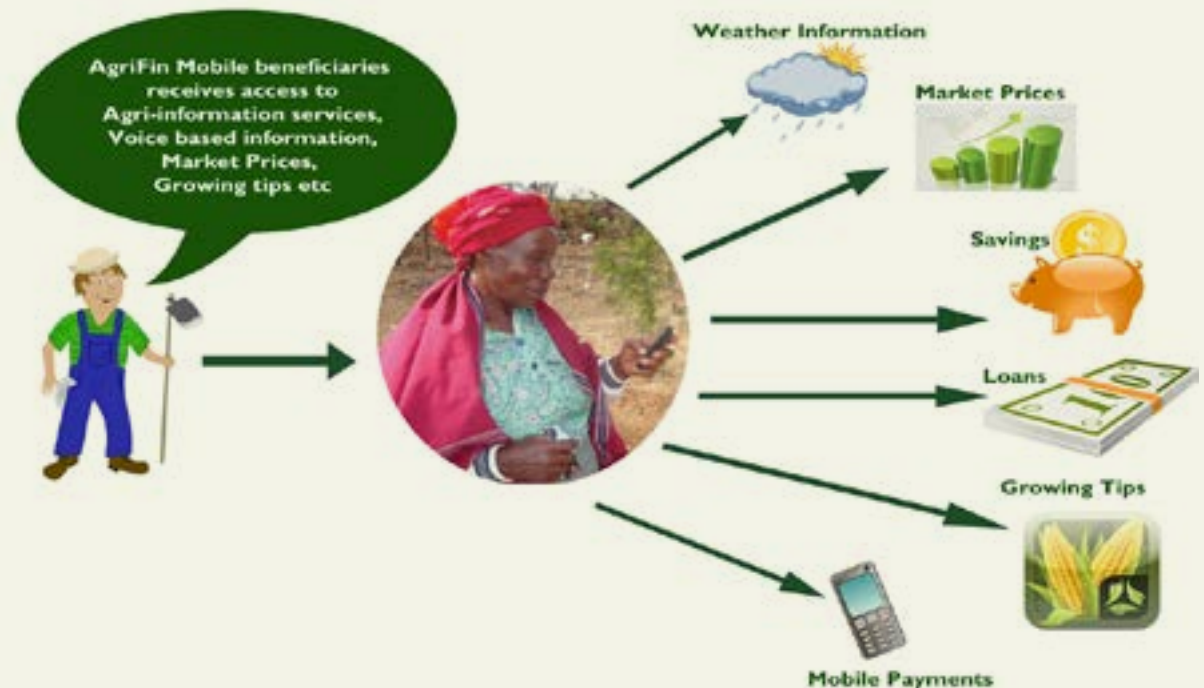 AgriFin Mobile beneficiaries
receives access to
Agri-information services,
Voice based information,
Market Prices,
Growing tips etc
Weather Information
Market Prices
Savings
Loans
Growing Tips
Mobile Payments